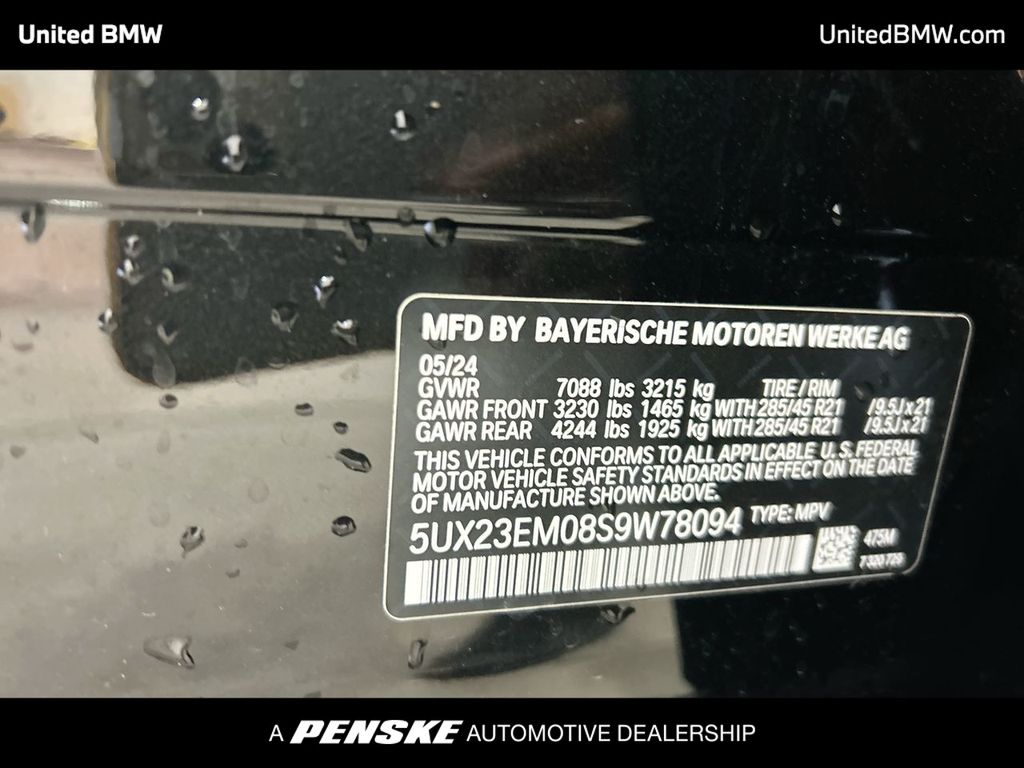 United BMW
UnitedBMW.com
MFD BY BAYERISCHE MOTOREN WERKE AG
05/24
GVWR 7088 lbs 3215 kg TIRE / RIM
GAWR FRONT 3230 lbs 1465 kg WITH 285/45 R21 /9.5J x 21
GAWR REAR 4244 lbs 1925 kg WITH 285/45 R21 /9.5J x 21
THIS VEHICLE CONFORMS TO ALL APPLICABLE U.S. FEDERAL
MOTOR VEHICLE SAFETY STANDARDS IN EFFECT ON THE DATE
OF MANUFACTURE SHOWN ABOVE.
5UX23EM08S9W78094 TYPE: MPV
475M
A PENSKE AUTOMOTIVE DEALERSHIP